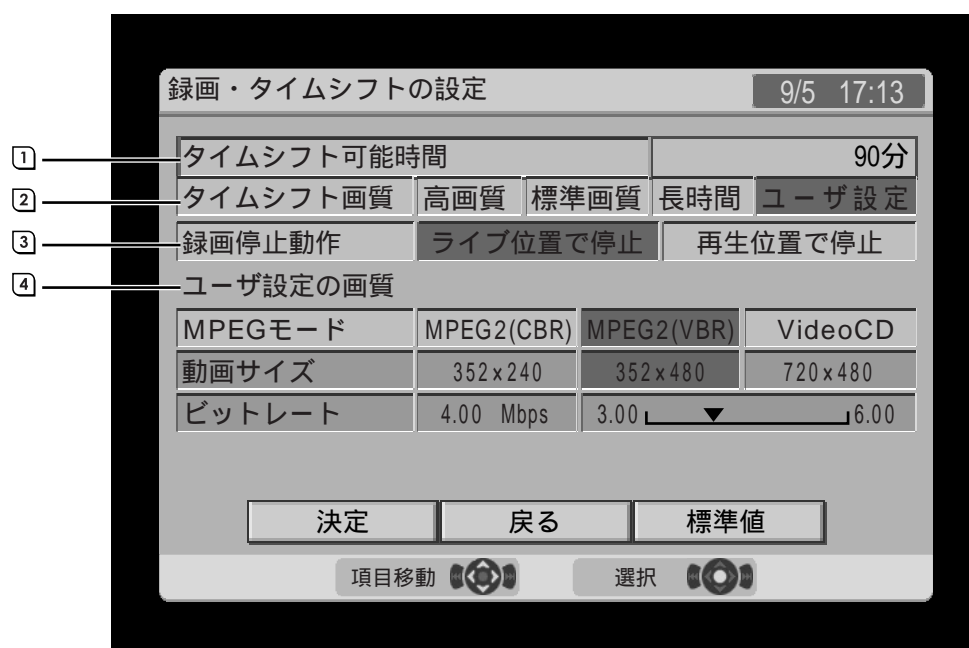 録画・タイムシフトの設定 9/5 17:13
1 タイムシフト可能時間 90分
2 タイムシフト画質 高画質 標準画質 長時間 ユーザ設定
3 録画停止動作 ライブ位置で停止 再生位置で停止
4 ユーザ設定の画質
MPEGモード MPEG2(CBR) MPEG2(VBR) VideoCD
動画サイズ 352×240 352×480 720×480
ビットレート 4.00 Mbps 3.00 6.00
決定 戻る 標準値
項目移動 選択